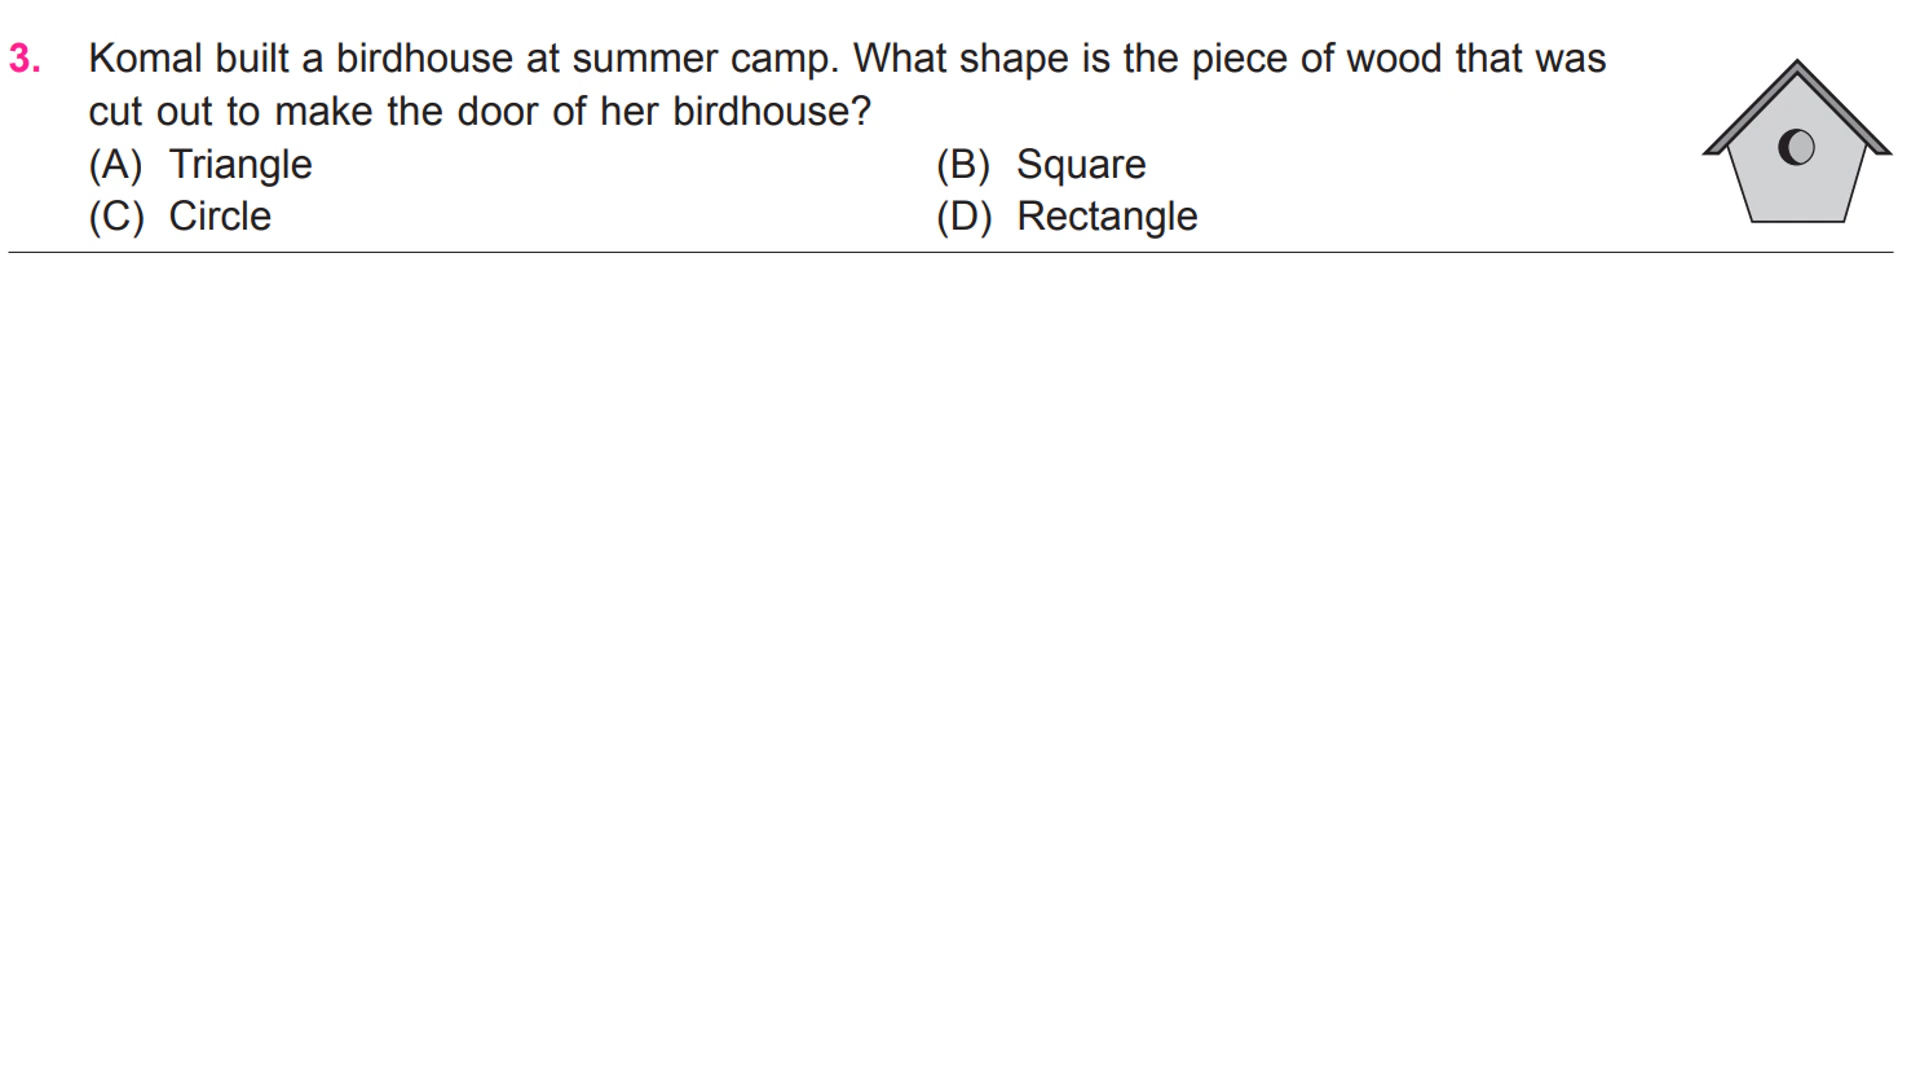 3. Komal built a birdhouse at summer camp. What shape is the piece of wood that was
cut out to make the door of her birdhouse?
(A) Triangle (B) Square
(C) Circle (D) Rectangle